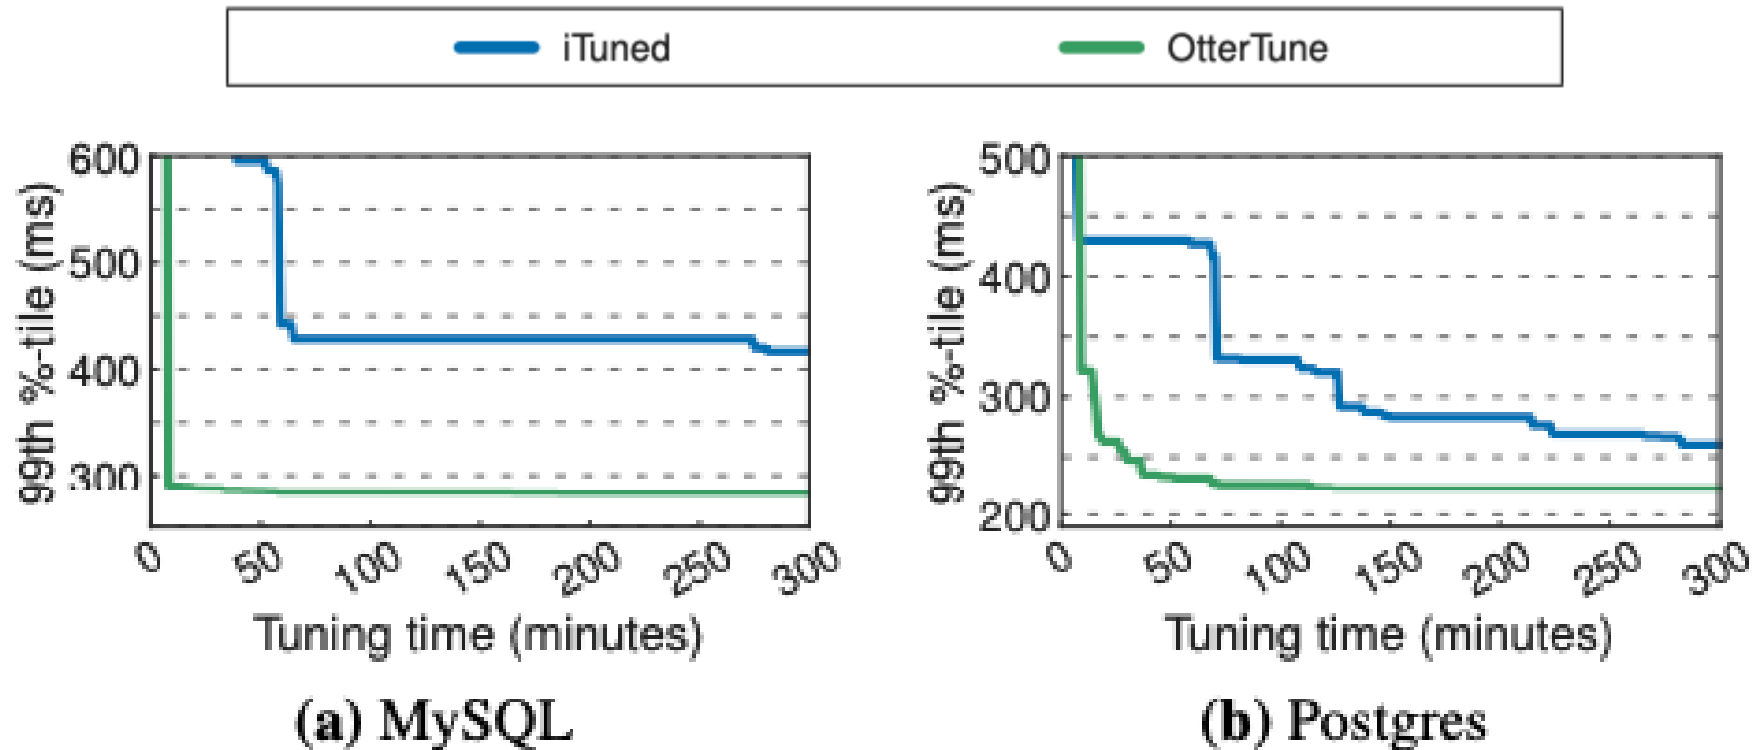 iTuned OtterTune
99th %-tile (ms)
600
500
400
300
0 50 100 150 200 250 300
Tuning time (minutes)
(a) MySQL
99th %-tile (ms)
500
400
300
200
0 50 100 150 200 250 300
Tuning time (minutes)
(b) Postgres